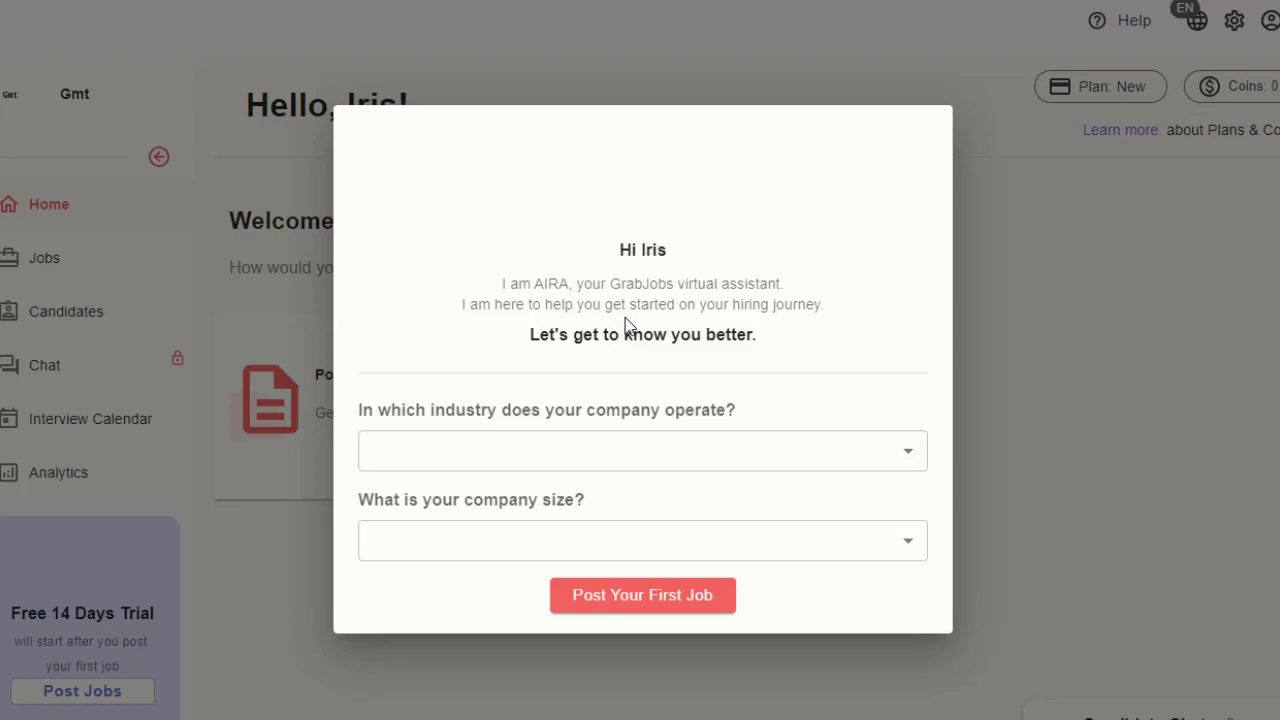 Help
EN
Gmt
Gmt
Hello, Iris!
Plan: New
Coins: 0
Learn more about Plans & Co
Home
Welcome
Jobs
How would yo
Hi Iris
I am AIRA, your GrabJobs virtual assistant.
I am here to help you get started on your hiring journey.
Let's get to know you better.
Candidates
Chat
Po
Ge
In which industry does your company operate?
Interview Calendar
Analytics
What is your company size?
Post Your First Job
Free 14 Days Trial
will start after you post
your first job
Post Jobs